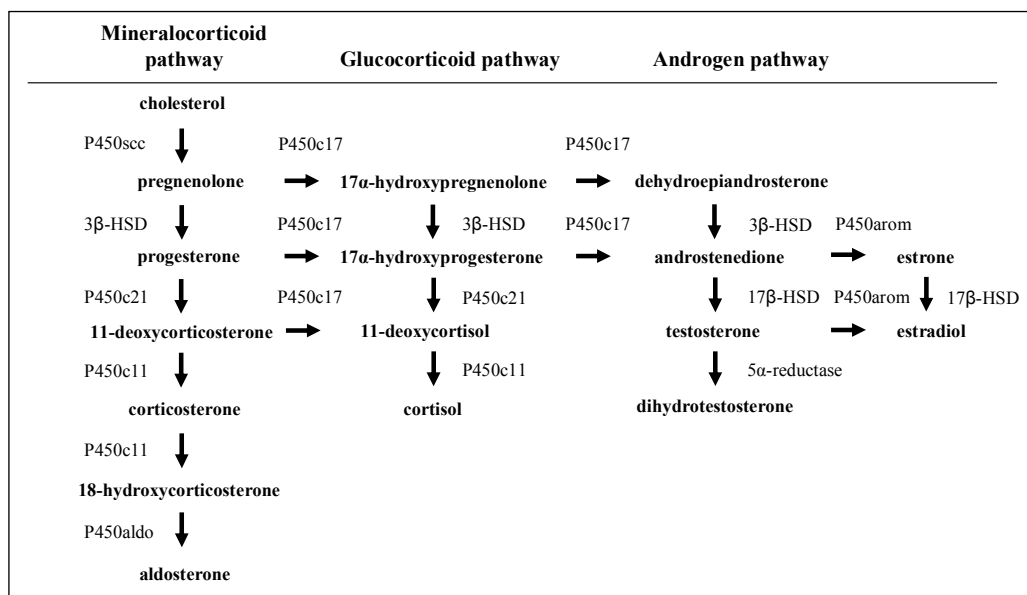 Mineralocorticoid
pathway
Glucocorticoid pathway
Androgen pathway
cholesterol
P450scc
P450c17
P450c17
pregnenolone
17α-hydroxypregnenolone
dehydroepiandrosterone
3β-HSD
P450c17
3β-HSD
P450c17
3β-HSD
P450arom
progesterone
17α-hydroxyprogesterone
androstenedione
estrone
P450c21
P450c17
P450c21
17β-HSD
P450arom
17β-HSD
11-deoxycorticosterone
11-deoxycortisol
testosterone
estradiol
P450c11
P450c11
5α-reductase
corticosterone
cortisol
dihydrotestosterone
P450c11
18-hydroxycorticosterone
P450aldo
aldosterone